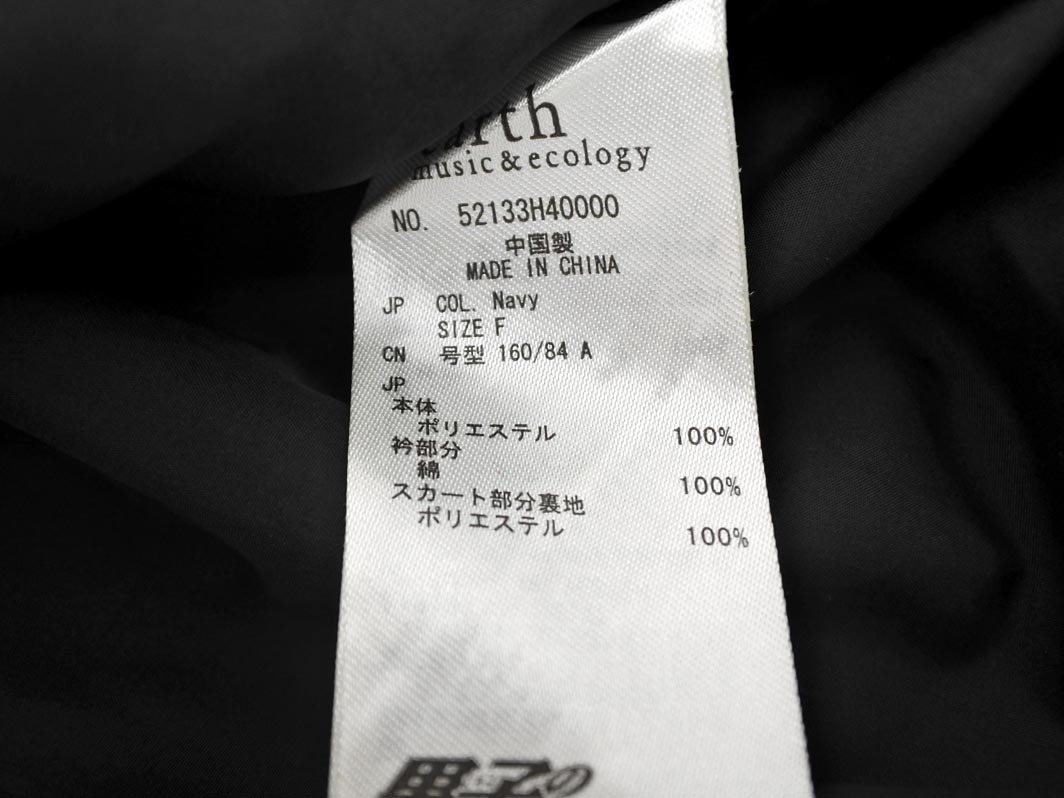 earth
music&ecology
NO. 52133H40000
中国製
MADE IN CHINA
JP COL. Navy
SIZE F
CN 号型 160/84 A
JP
本体
ポリエステル 100%
衿部分
綿 100%
スカート部分裏地
ポリエステル 100%